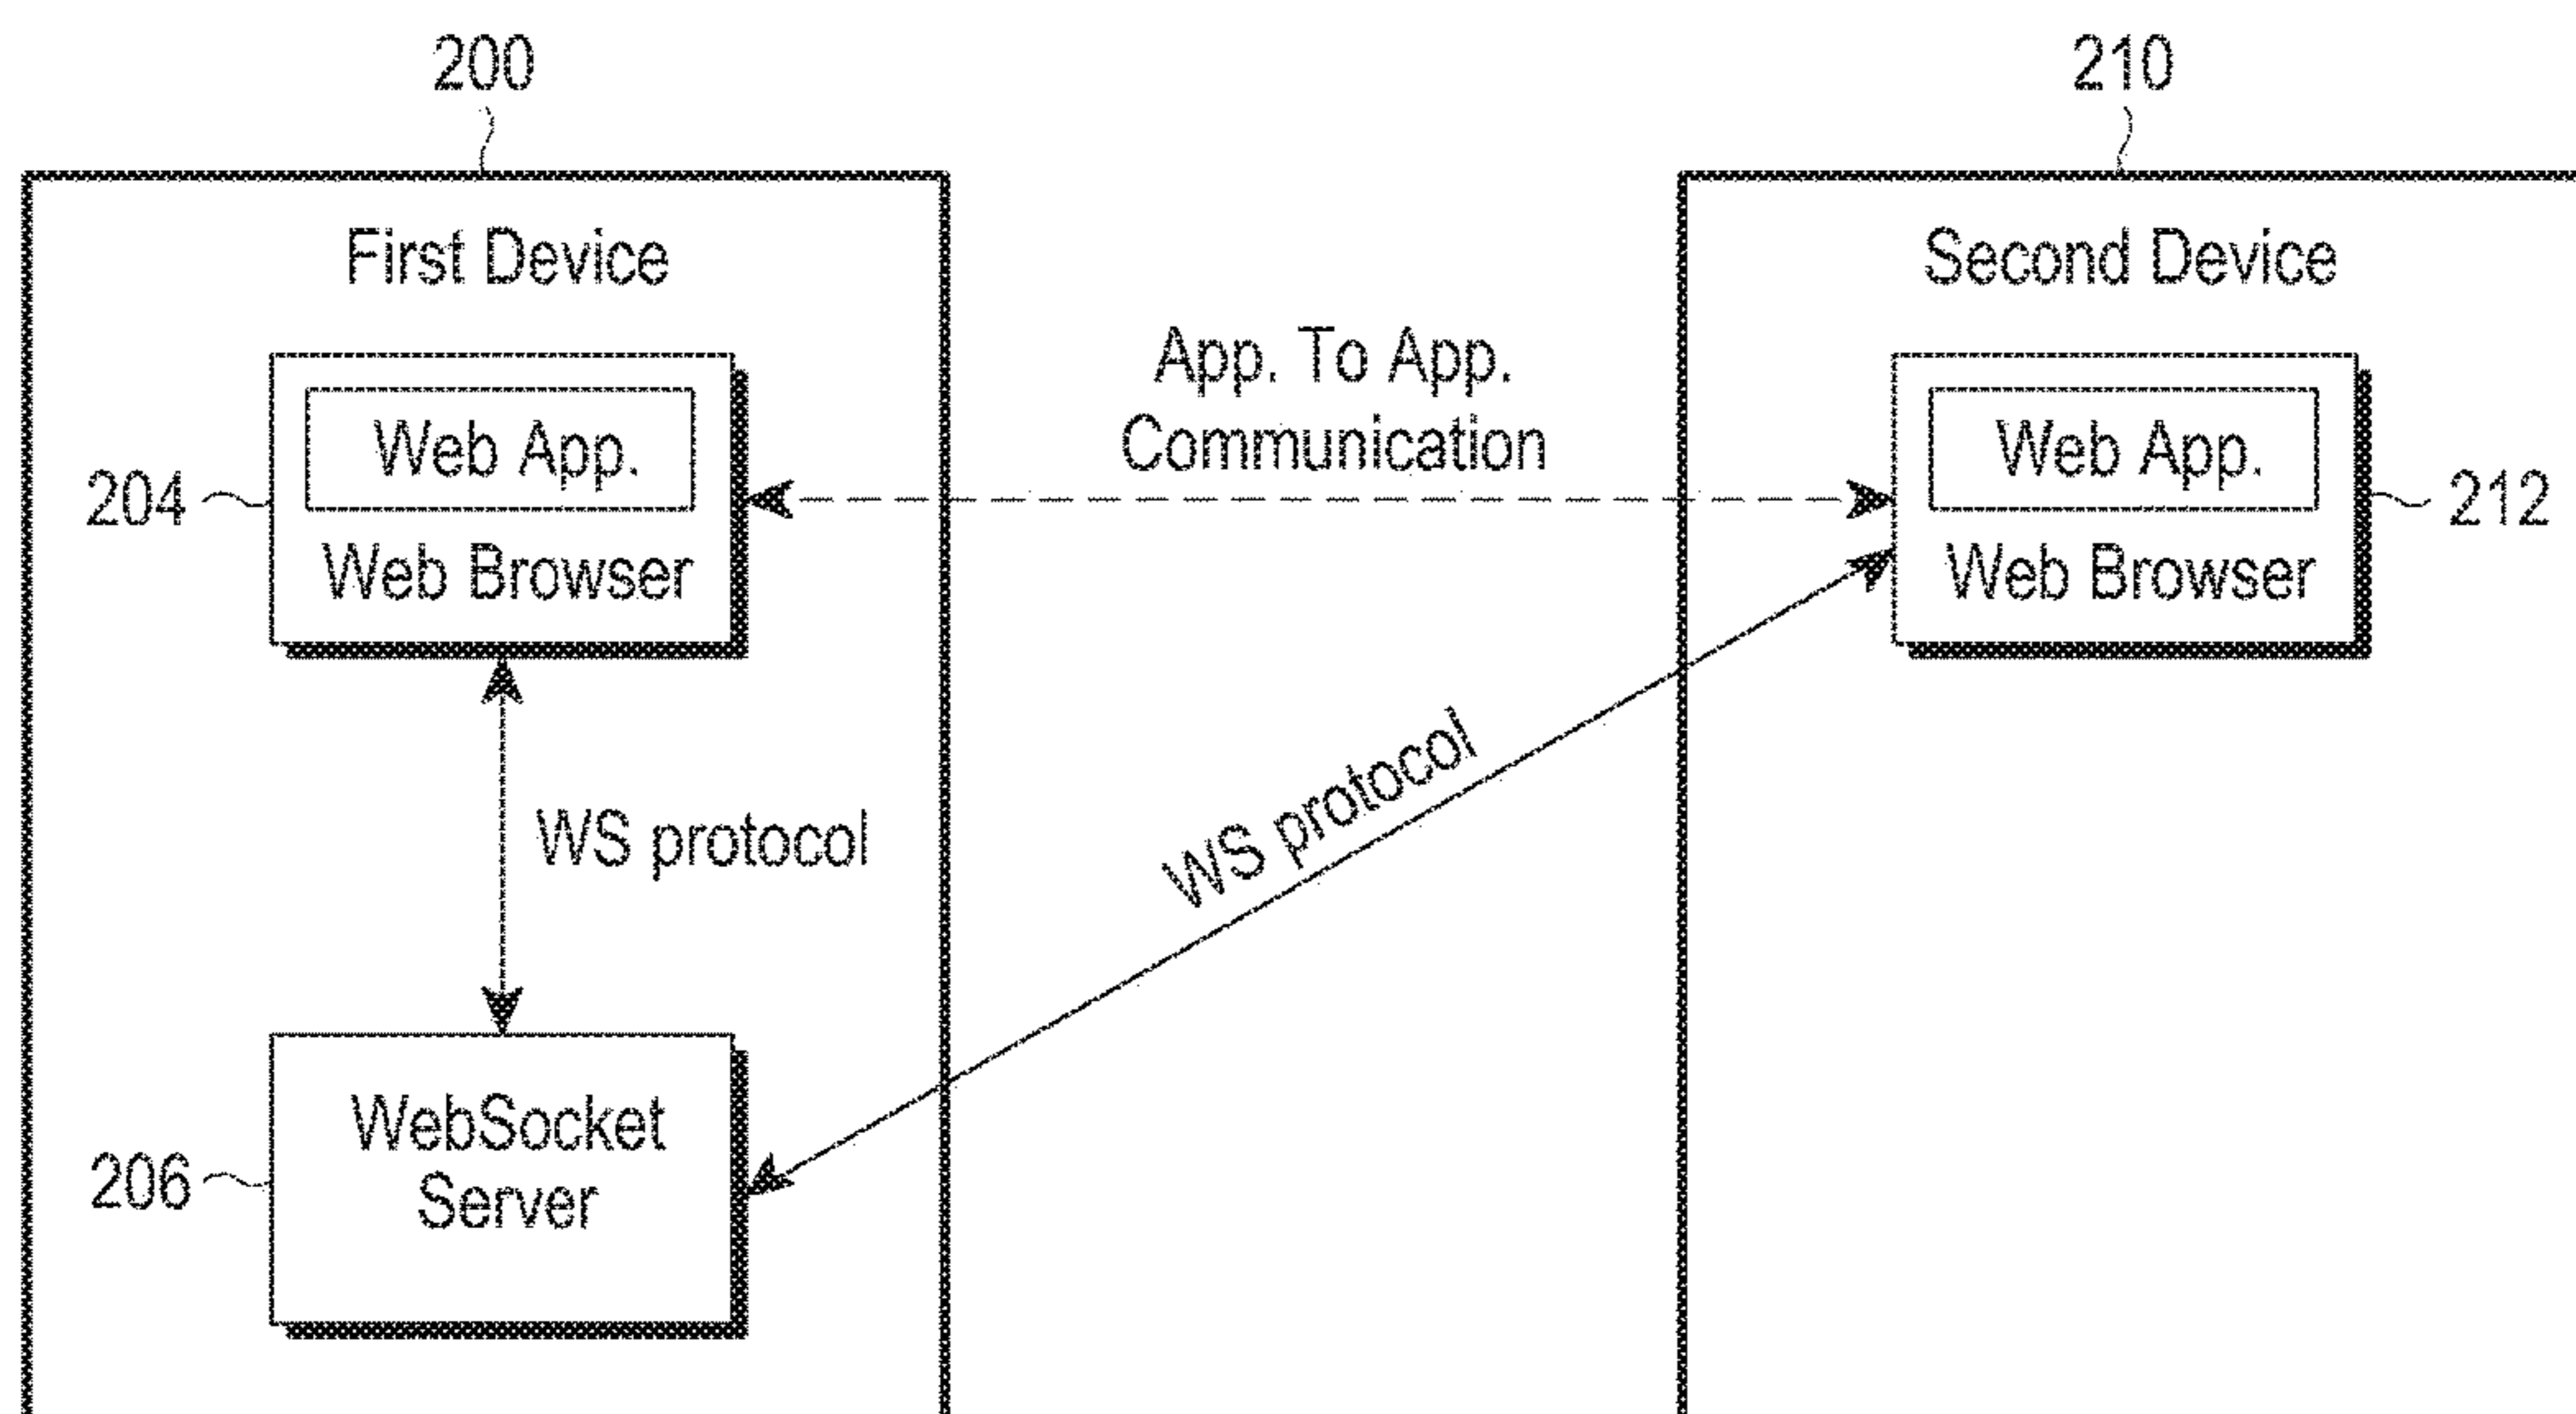 200
210
First Device
Second Device
App. To App.
Communication
Web App.
Web App.
204
212
Web Browser
Web Browser
WS protocol
WS protocol
WebSocket
Server
206